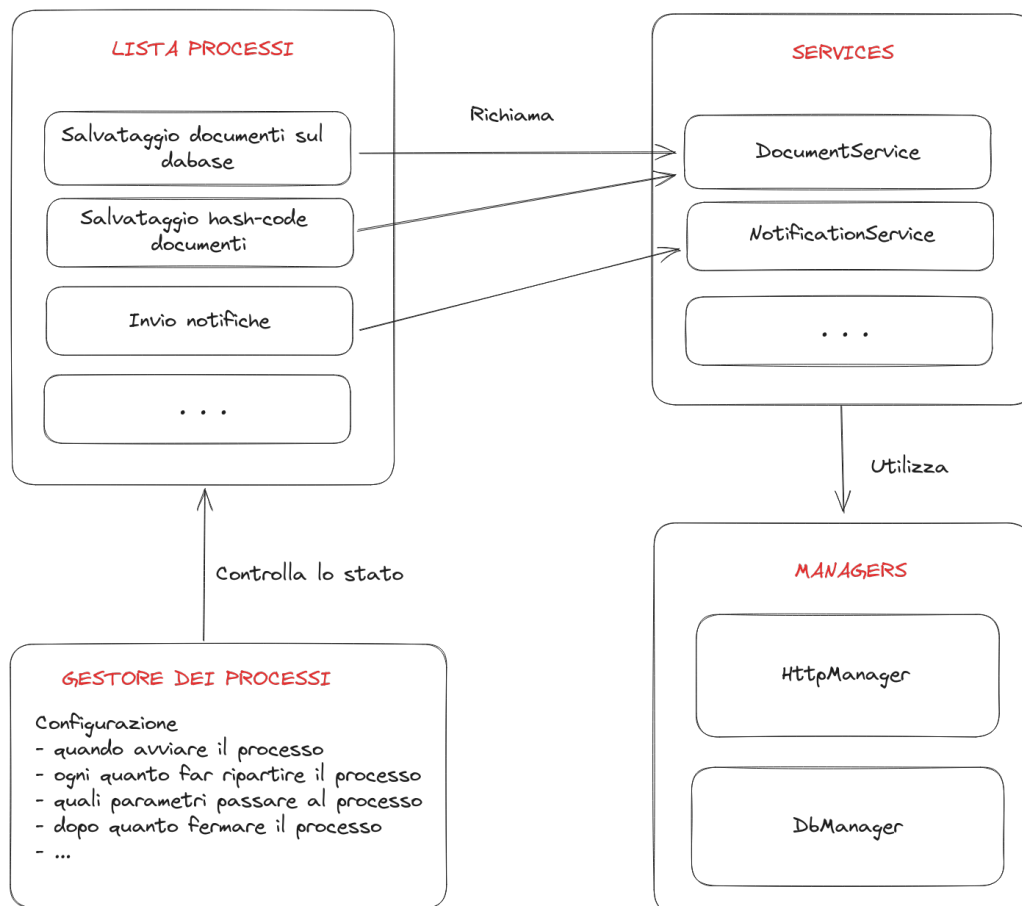 LISTA PROCESSI
Salvataggio documenti sul
dabase
Salvataggio hash-code
documenti
Invio notifiche
. . .
Richiama
SERVICES
DocumentService
NotificationService
. . .
Utilizza
Controlla lo stato
GESTORE DEI PROCESSI
Configurazione
- quando avviare il processo
- ogni quanto far ripartire il processo
- quali parametri passare al processo
- dopo quanto fermare il processo
- ...
MANAGERS
HttpManager
DbManager